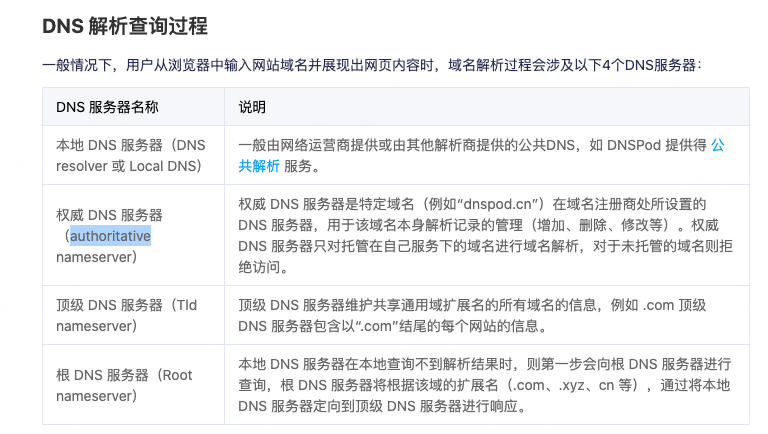 DNS 解析查询过程
一般情况下，用户从浏览器中输入网站域名并展现出网页内容时，域名解析过程会涉及以下4个DNS服务器：
DNS 服务器名称
说明
本地 DNS 服务器（DNS
resolver 或 Local DNS）
一般由网络运营商提供或由其他解析商提供的公共DNS，如 DNSPod 提供得 公
共解析 服务。
权威 DNS 服务器
（authoritative
nameserver）
权威 DNS 服务器是特定域名（例如“dnspod.cn”）在域名注册商处所设置的
DNS 服务器，用于该域名本身解析记录的管理（增加、删除、修改等）。权威
DNS 服务器只对托管在自己服务下的域名进行域名解析，对于未托管的域名则拒
绝访问。
顶级 DNS 服务器（Tld
nameserver）
顶级 DNS 服务器维护共享通用域扩展名的所有域名的信息，例如 .com 顶级
DNS 服务器包含以“.com”结尾的每个网站的信息。
根 DNS 服务器（Root
nameserver）
本地 DNS 服务器在本地查询不到解析结果时，则第一步会向根 DNS 服务器进行
查询，根 DNS 服务器将根据该域的扩展名（.com、.xyz、cn 等），通过将本地
DNS 服务器定向到顶级 DNS 服务器进行响应。